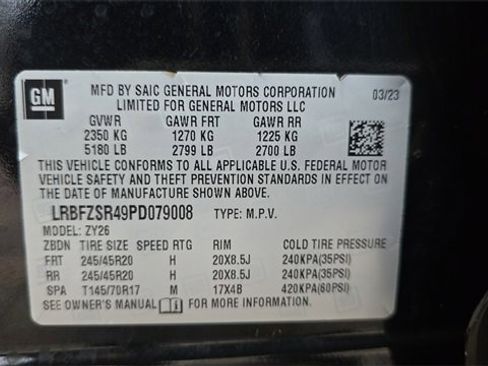 GM
MFD BY SAIC GENERAL MOTORS CORPORATION 03/23
LIMITED FOR GENERAL MOTORS LLC
GVWR GAWR FRT GAWR RR
2350 KG 1270 KG 1225 KG
5180 LB 2799 LB 2700 LB
THIS VEHICLE CONFORMS TO ALL APPLICABLE U.S. FEDERAL MOTOR
VEHICLE SAFETY AND THEFT PREVENTION STANDARDS IN EFFECT ON
THE DATE OF MANUFACTURE SHOWN ABOVE.
LRBFZSR49PD079008 TYPE: M.P.V.
MODEL: ZY26
ZBDN TIRE SIZE SPEED RTG RIM COLD TIRE PRESSURE
FRT 245/45R20 H 20X8.5J 240KPA(35PSI)
RR 245/45R20 H 20X8.5J 240KPA(35PSI)
SPA T145/70R17 M 17X4B 420KPA(60PSI)
SEE OWNER'S MANUAL FOR MORE INFORMATION